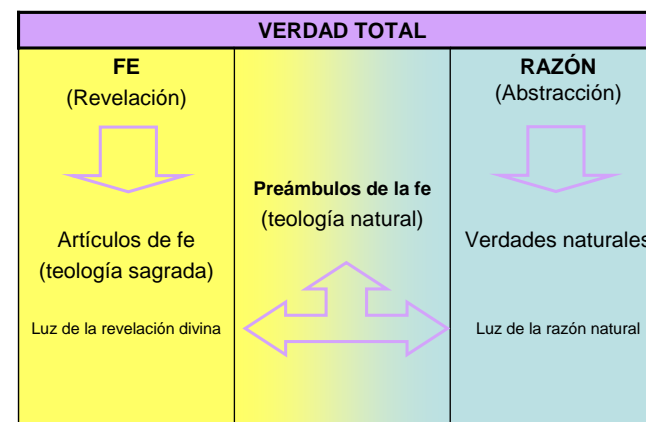 VERDAD TOTAL
FE
(Revelación)
Artículos de fe
(teología sagrada)
Luz de la revelación divina
Preámbulos de la fe
(teología natural)
RAZÓN
(Abstracción)
Verdades naturales
Luz de la razón natural